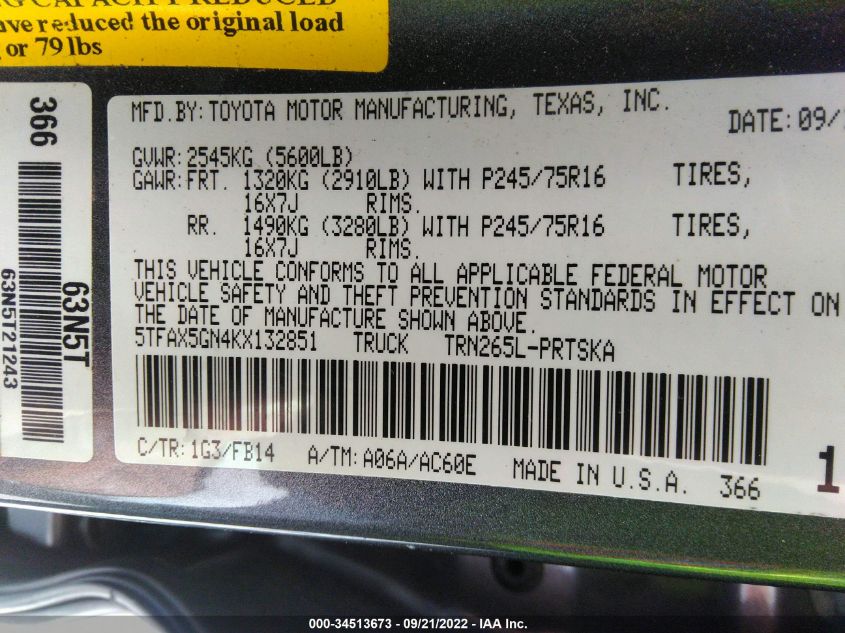 NG CAPACITY REDUCED
have reduced the original load
or 79 lbs
366
63N5T
63N5T21243
MFD.BY: TOYOTA MOTOR MANUFACTURING, TEXAS, INC.
DATE: 09/
GVWR: 2545KG (5600LB)
GAWR: FRT. 1320KG (2910LB) WITH P245/75R16 TIRES,
16X7J RIMS.
RR. 1490KG (3280LB) WITH P245/75R16 TIRES,
16X7J RIMS.
THIS VEHICLE CONFORMS TO ALL APPLICABLE FEDERAL MOTOR
VEHICLE SAFETY AND THEFT PREVENTION STANDARDS IN EFFECT ON
THE DATE OF MANUFACTURE SHOWN ABOVE.
5TFAX5GN4KX132851 TRUCK TRN265L-PRTSKA
C/TR: 1G3/FB14 A/TM: A06A/AC60E MADE IN U.S.A. 366
1
000-34513673 - 09/21/2022 - IAA Inc.